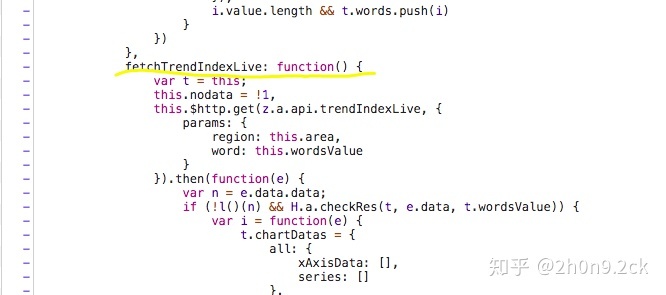 i.value.length && t.words.push(i)
}
})
},
fetchTrendIndexLive: function() {
var t = this;
this.nodata = !1,
this.$http.get(z.a.api.trendIndexLive, {
params: {
region: this.area,
word: this.wordsValue
}
}).then(function(e) {
var n = e.data.data;
if (!l()(n) && H.a.checkRes(t, e.data, t.wordsValue)) {
var i = function(e) {
t.chartDatas = {
all: {
xAxisData: [],
series: []
},
知乎 @2h0n9.2ck